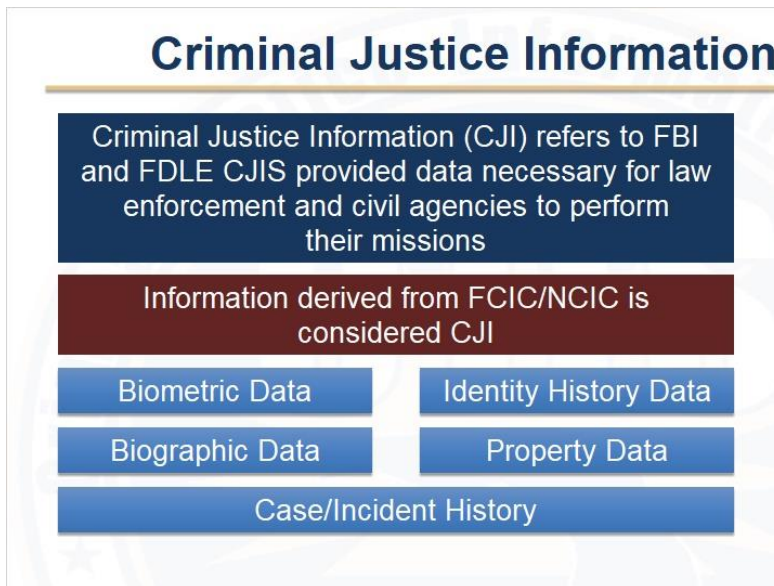 Criminal Justice Information
Criminal Justice Information (CJI) refers to FBI
and FDLE CJIS provided data necessary for law
enforcement and civil agencies to perform
their missions
Information derived from FCIC/NCIC is
considered CJI
Biometric Data
Identity History Data
Biographic Data
Property Data
Case/Incident History